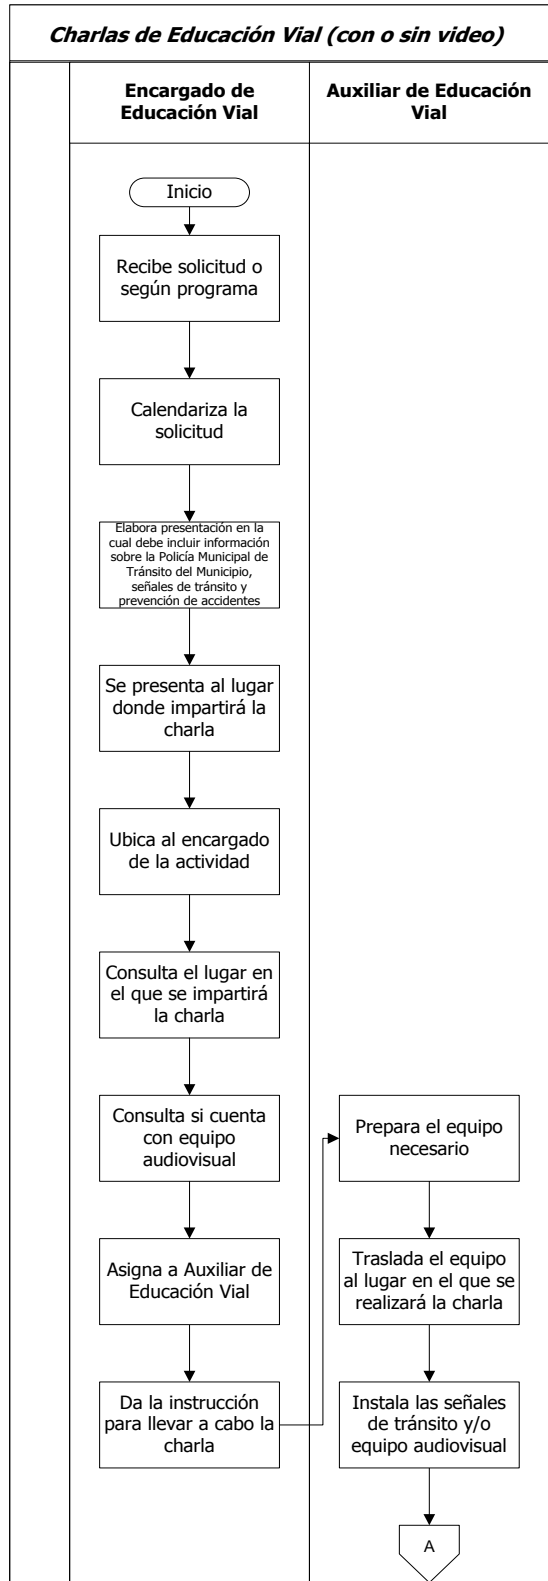 Charlas de Educación Vial (con o sin video)
Encargado de
Educación Vial
Auxiliar de Educación
Vial
Inicio
Recibe solicitud o
según programa
Calendariza la
solicitud
Elabora presentación en la
cual debe incluir información
sobre la Policía Municipal de
Tránsito del Municipio,
señales de tránsito y
prevención de accidentes
Se presenta al lugar
donde impartirá la
charla
Ubica al encargado
de la actividad
Consulta el lugar en
el que se impartirá
la charla
Consulta si cuenta
con equipo
audiovisual
Asigna a Auxiliar de
Educación Vial
Da la instrucción
para llevar a cabo la
charla
Prepara el equipo
necesario
Traslada el equipo
al lugar en el que se
realizará la charla
Instala las señales
de tránsito y/o
equipo audiovisual
A